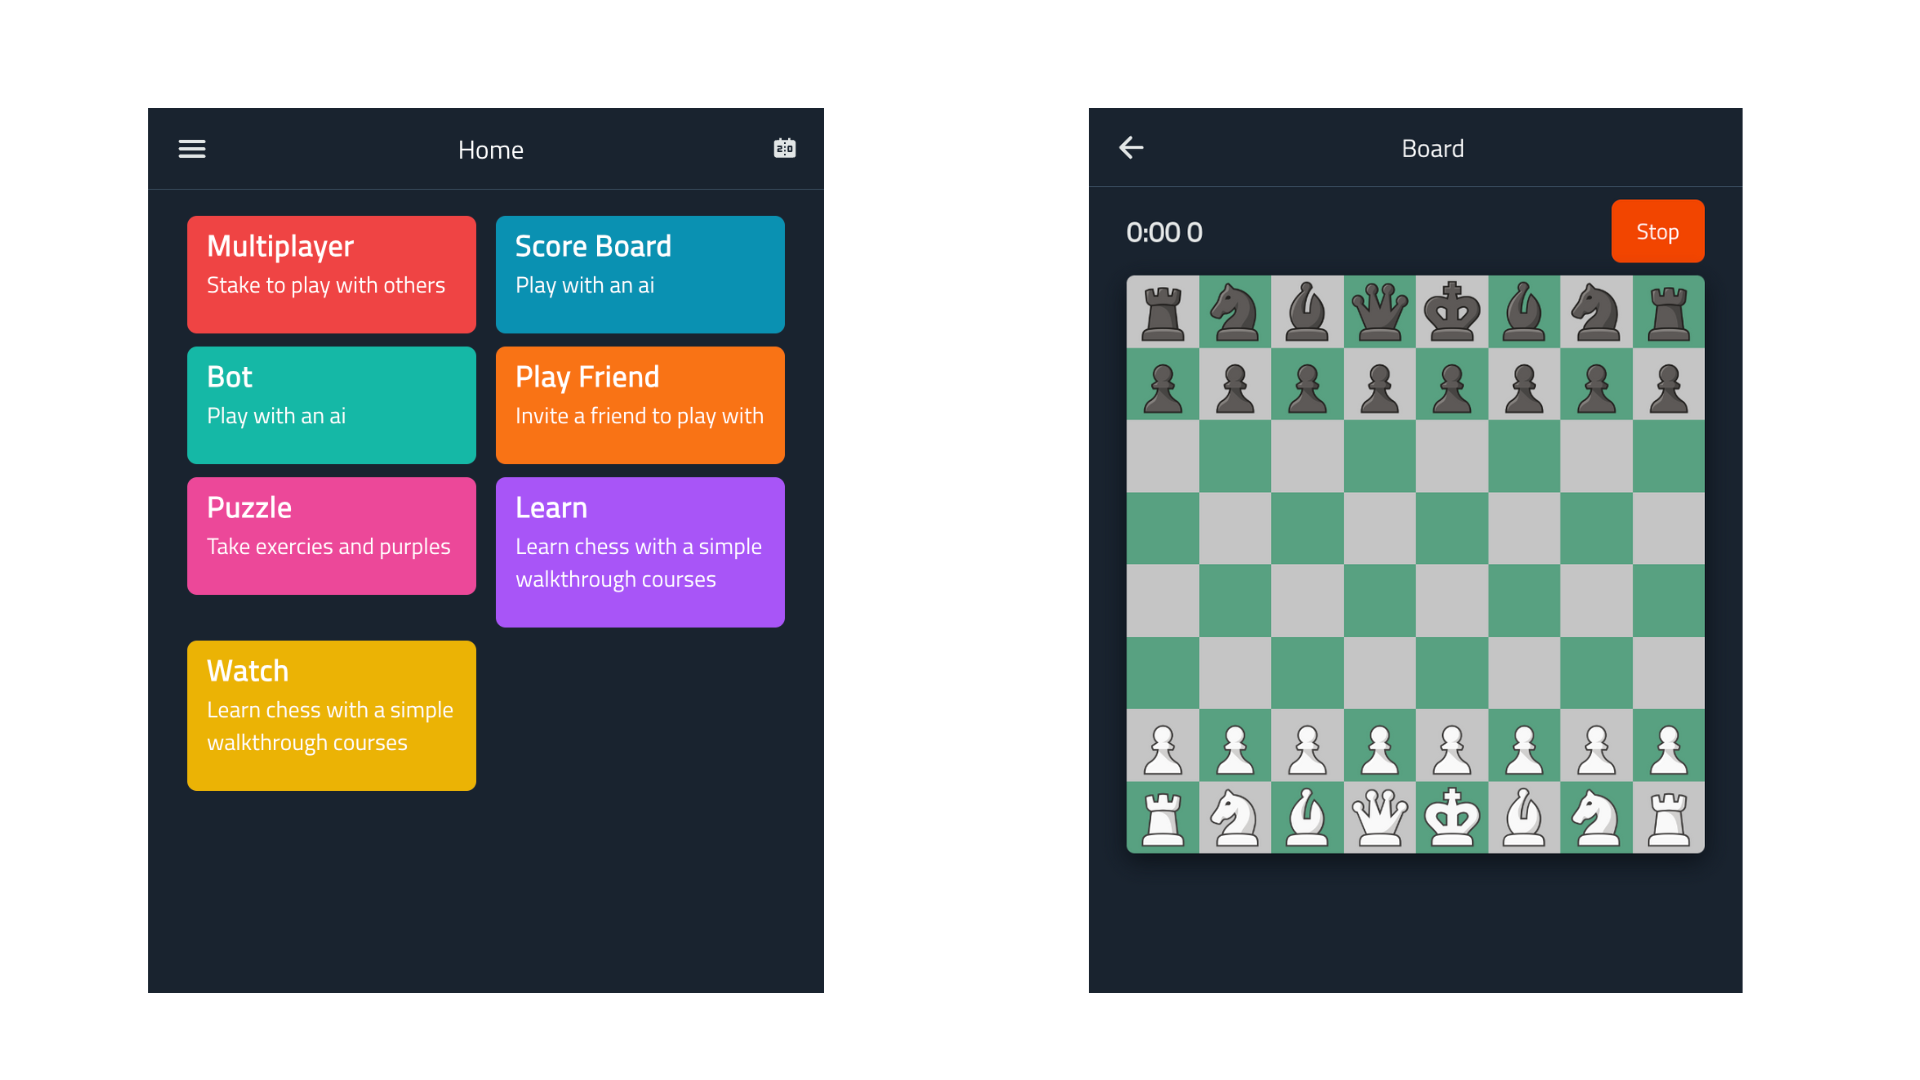 Home
2:0
Multiplayer
Stake to play with others
Score Board
Play with an ai
Bot
Play with an ai
Play Friend
Invite a friend to play with
Puzzle
Take exercies and purples
Learn
Learn chess with a simple
walkthrough courses
Watch
Learn chess with a simple
walkthrough courses
Board
0:00 0
Stop